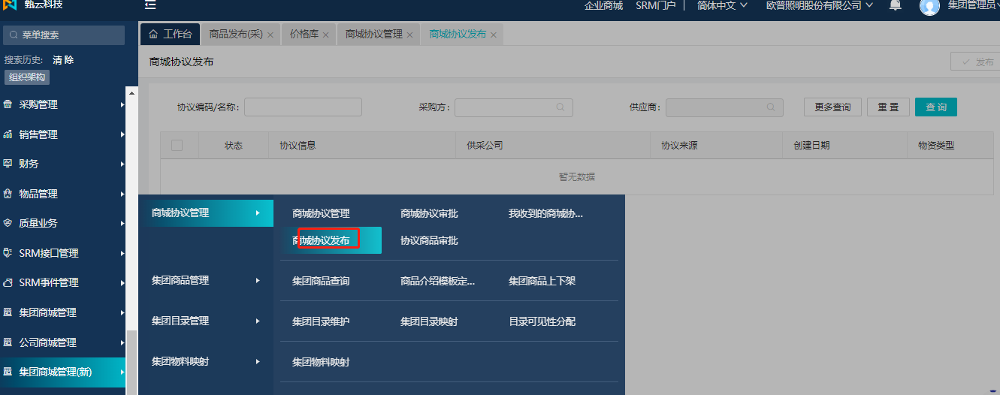 甄云科技
企业商城 SRM门户 简体中文 欧普照明股份有限公司 集团管理员
菜单搜索
搜索历史: 清 除
组织架构
采购管理
销售管理
财务
物品管理
质量业务
SRM接口管理
SRM事件管理
集团商城管理
公司商城管理
集团商城管理(新)
工作台 商品发布(采) 价格库 商城协议管理 商城协议发布
商城协议发布 发布
协议编码/名称: 采购方: 供应商: 更多查询 重 置 查 询
状态 协议信息 供采公司 协议来源 创建日期 物资类型
暂无数据
商城协议管理 商城协议管理 商城协议审批 我收到的商城协...
商城协议发布 协议商品审批
集团商品管理 集团商品查询 商品介绍模板定... 集团商品上下架
集团目录管理 集团目录维护 集团目录映射 目录可见性分配
集团物料映射 集团物料映射